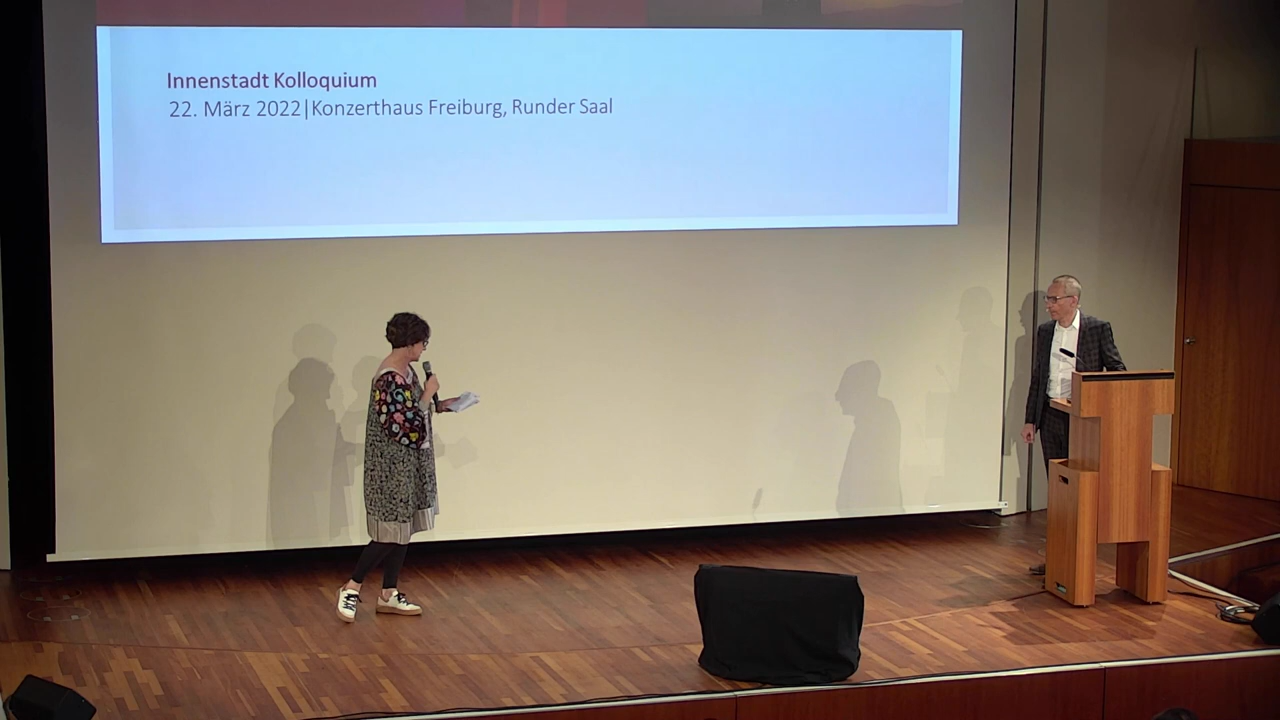 Innenstadt Kolloquium
22. März 2022|Konzerthaus Freiburg, Runder Saal